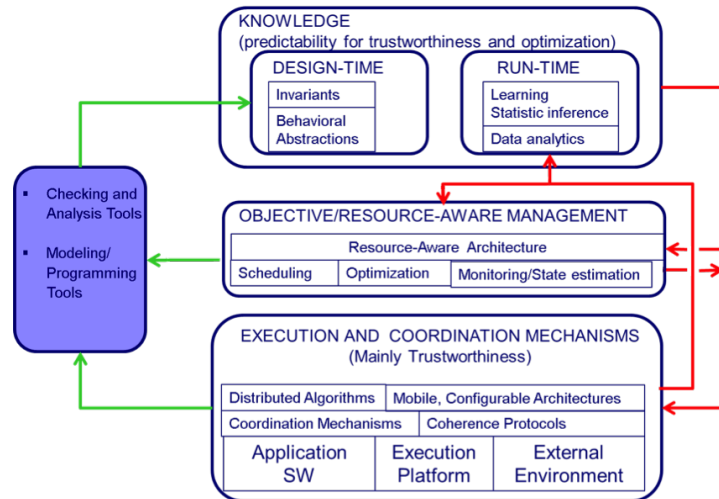 KNOWLEDGE
(predictability for trustworthiness and optimization)
DESIGN-TIME
Invariants
Behavioral
Abstractions
RUN-TIME
Learning
Statistic inference
Data analytics
▪ Checking and
Analysis Tools
▪ Modeling/
Programming
Tools
OBJECTIVE/RESOURCE-AWARE MANAGEMENT
Resource-Aware Architecture
Scheduling
Optimization
Monitoring/State estimation
EXECUTION AND COORDINATION MECHANISMS
(Mainly Trustworthiness)
Distributed Algorithms
Mobile, Configurable Architectures
Coordination Mechanisms
Coherence Protocols
Application
SW
Execution
Platform
External
Environment